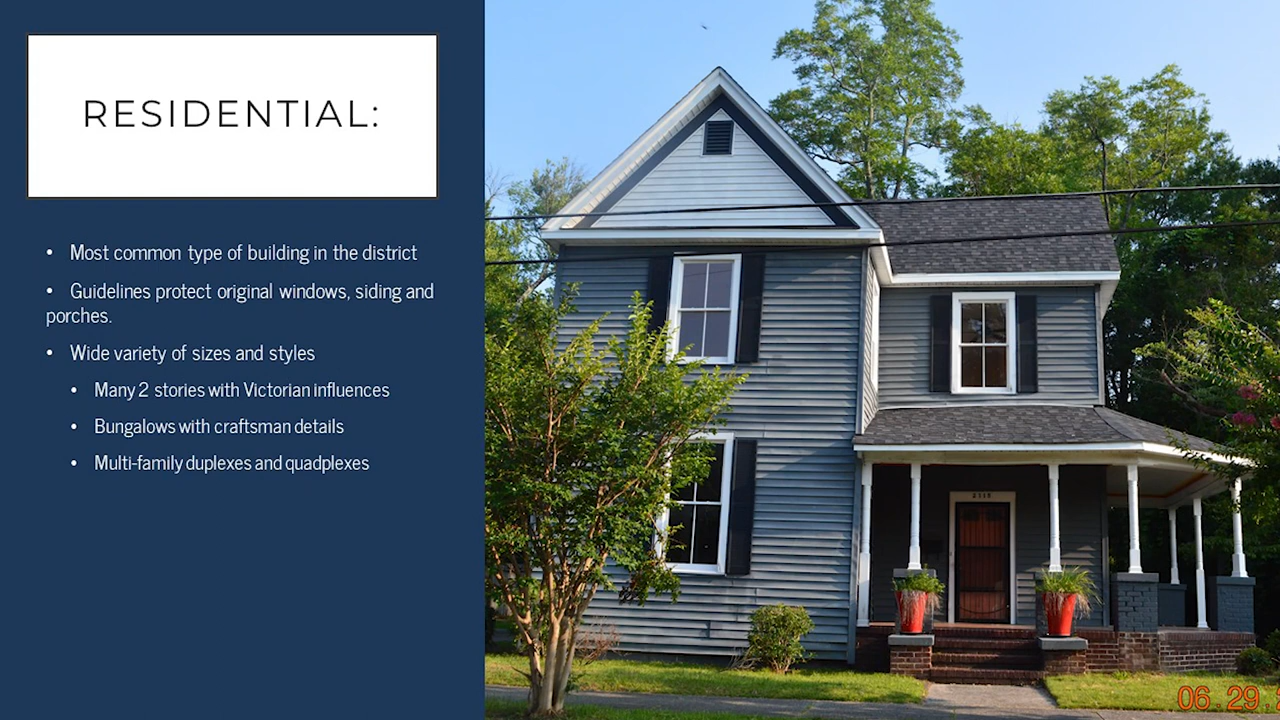 RESIDENTIAL:
• Most common type of building in the district
• Guidelines protect original windows, siding and
porches.
• Wide variety of sizes and styles
• Many 2 stories with Victorian influences
• Bungalows with craftsman details
• Multi-family duplexes and quadplexes
06.29.